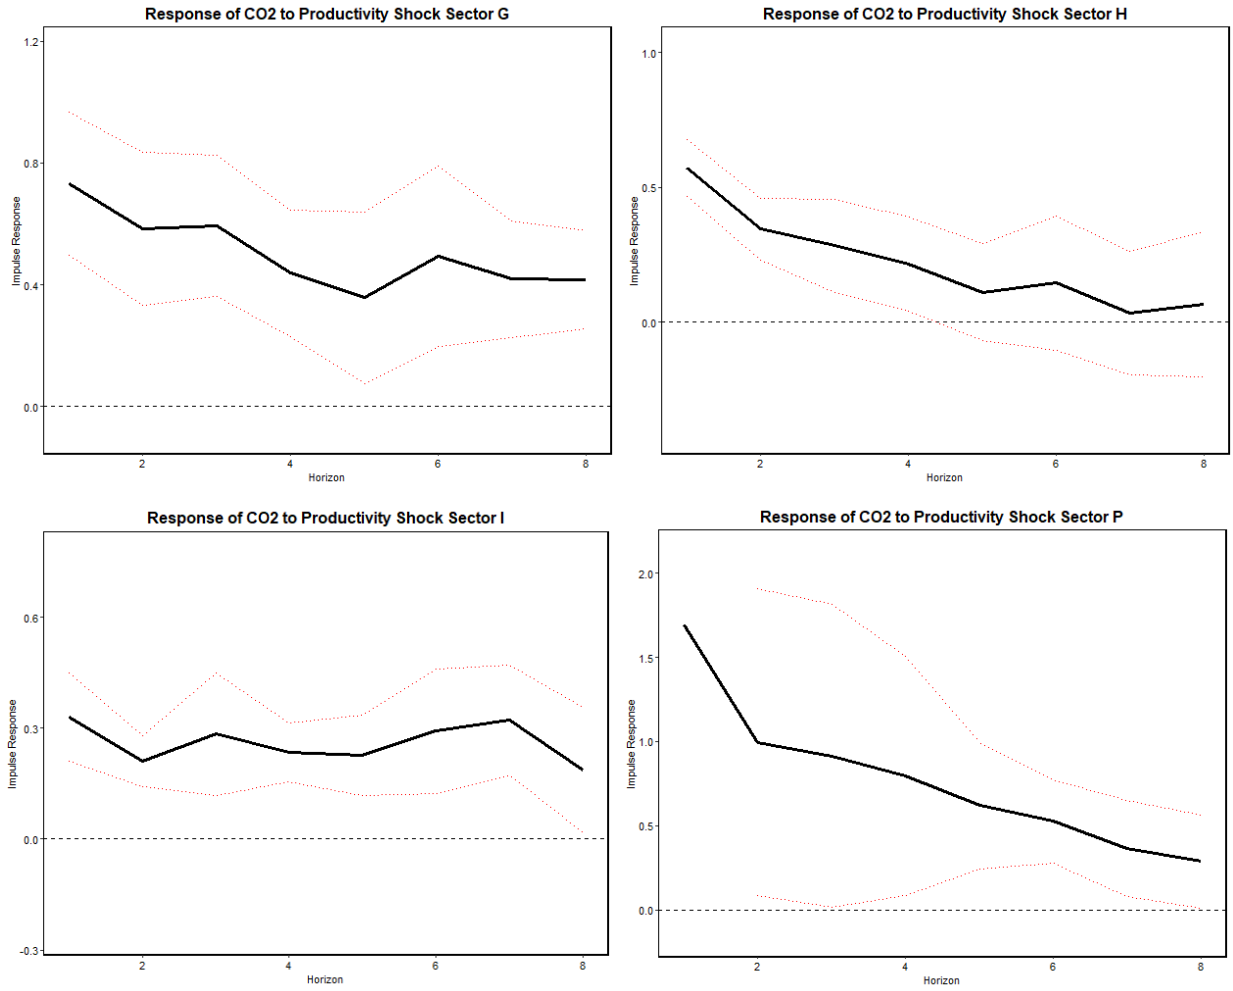 Response of CO2 to Productivity Shock Sector G
1.2
0.8
0.4
0.0
Impulse Response
2 4 6 8
Horizon
Response of CO2 to Productivity Shock Sector H
1.0
0.5
0.0
Impulse Response
2 4 6 8
Horizon
Response of CO2 to Productivity Shock Sector I
0.6
0.3
0.0
-0.3
Impulse Response
2 4 6 8
Horizon
Response of CO2 to Productivity Shock Sector P
2.0
1.5
1.0
0.5
0.0
Impulse Response
2 4 6 8
Horizon